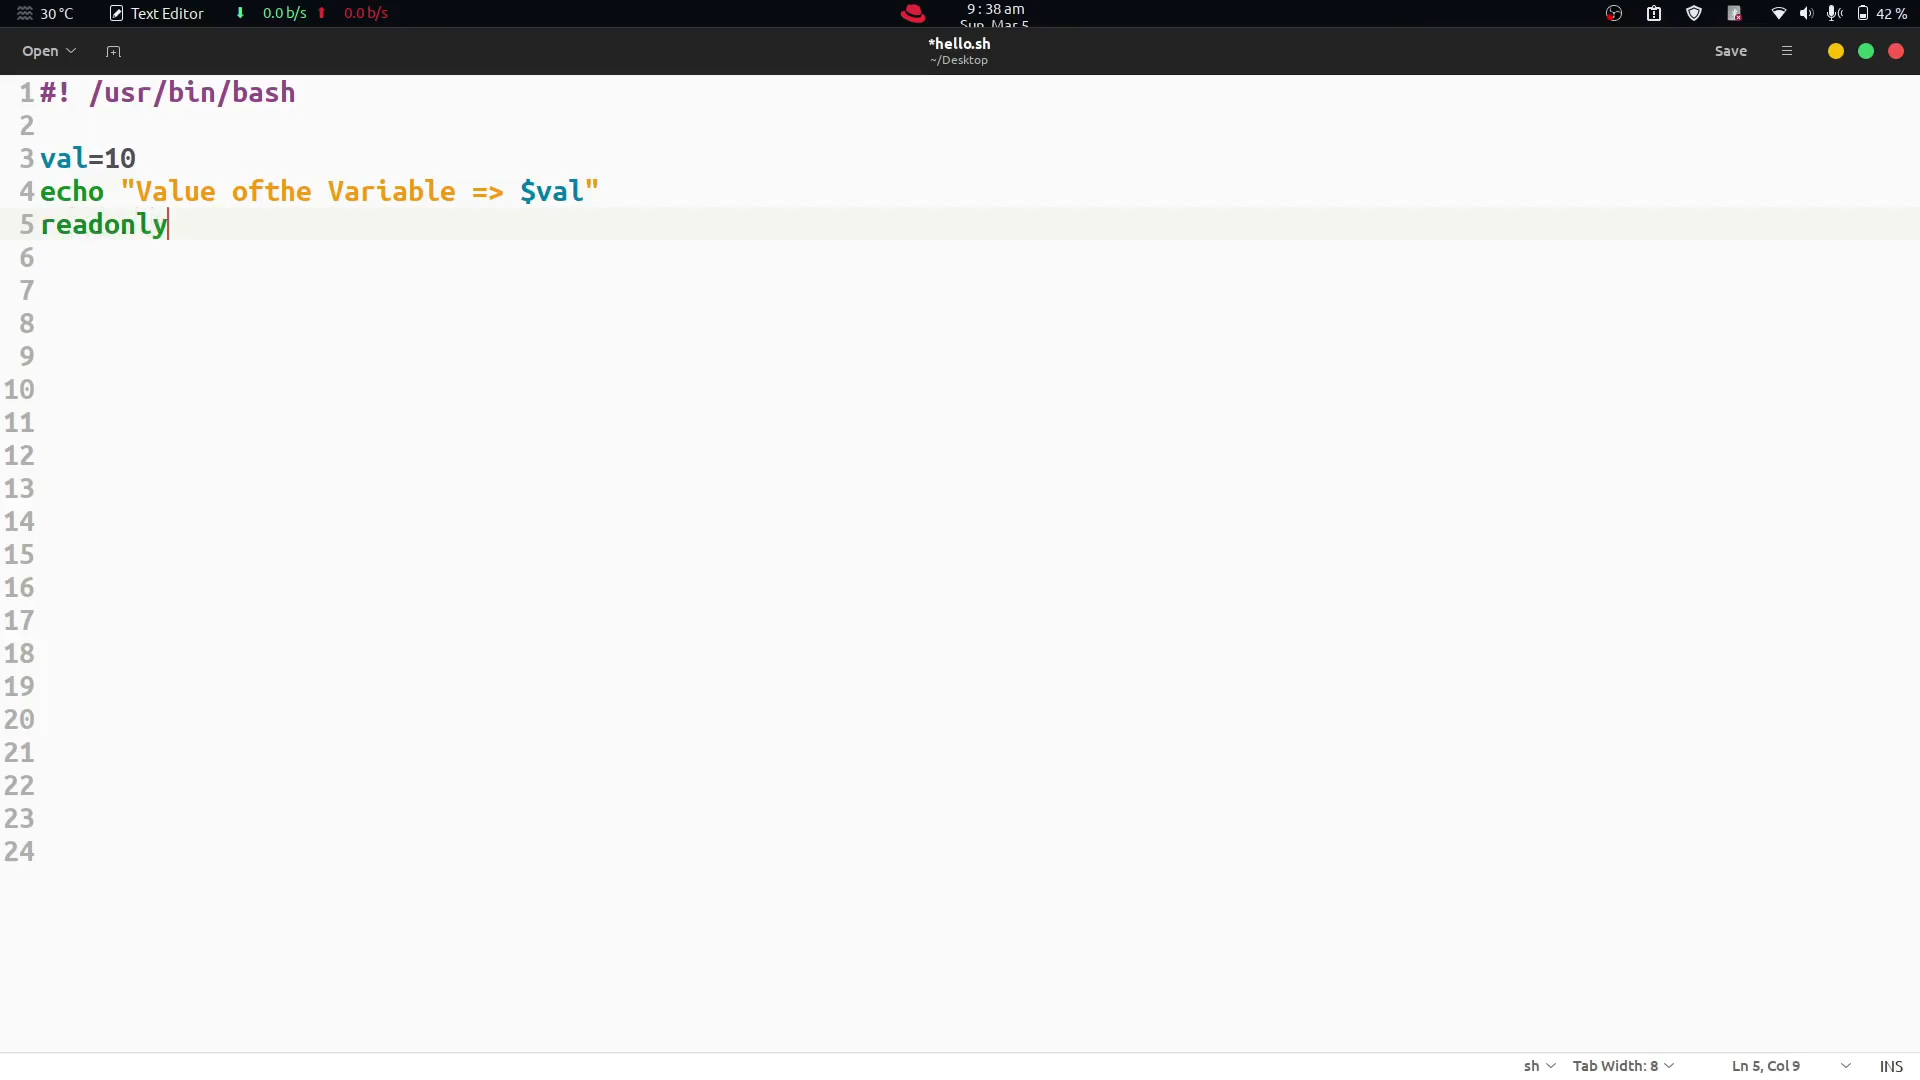 30 °C Text Editor 0.0 b/s 0.0 b/s 9 : 38 am 42 %
Sun, Mar 5
Open *hello.sh Save
~/Desktop
1 #! /usr/bin/bash
2
3 val=10
4 echo "Value ofthe Variable => $val"
5 readonly
6
7
8
9
10
11
12
13
14
15
16
17
18
19
20
21
22
23
24
sh Tab Width: 8 Ln 5, Col 9 INS